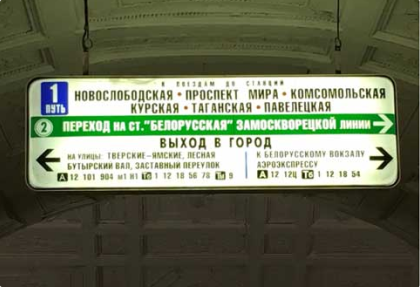 К ПОЕЗДАМ ДО СТАНЦИЙ
1 ПУТЬ
НОВОСЛОБОДСКАЯ • ПРОСПЕКТ МИРА • КОМСОМОЛЬСКАЯ
КУРСКАЯ • ТАГАНСКАЯ • ПАВЕЛЕЦКАЯ
2 ПЕРЕХОД НА СТ. "БЕЛОРУССКАЯ" ЗАМОСКВОРЕЦКОЙ ЛИНИИ
ВЫХОД В ГОРОД
НА УЛИЦЫ: ТВЕРСКИЕ-ЯМСКИЕ, ЛЕСНАЯ
БУТЫРСКИЙ ВАЛ, ЗАСТАВНЫЙ ПЕРЕУЛОК
А 12 101 904 м1 Н1 Тб 1 12 18 56 78 Тм 9
К БЕЛОРУССКОМУ ВОКЗАЛУ
АЭРОЭКСПРЕССУ
А 12 12Ц Тб 1 12 18 54